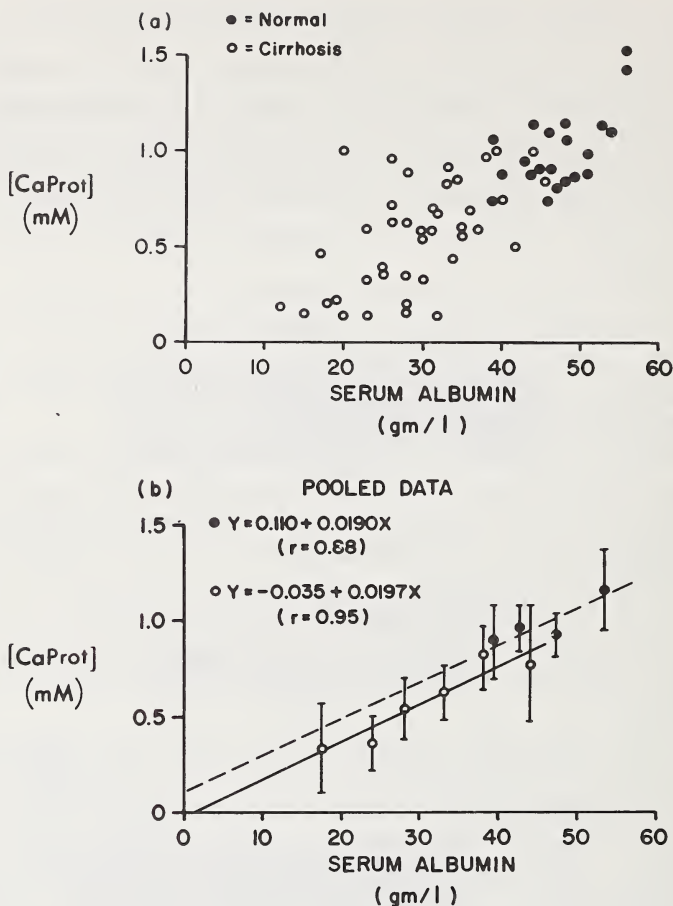 (a)
● = Normal
○ = Cirrhosis
1.5
1.0
0.5
0
[CaProt]
(mM)
0 10 20 30 40 50 60
SERUM ALBUMIN
(gm/l)
(b) POOLED DATA
● Y = 0.110 + 0.0190X
(r = 0.88)
○ Y = -0.035 + 0.0197X
(r = 0.95)
1.5
1.0
0.5
0
[CaProt]
(mM)
0 10 20 30 40 50 60
SERUM ALBUMIN
(gm/l)